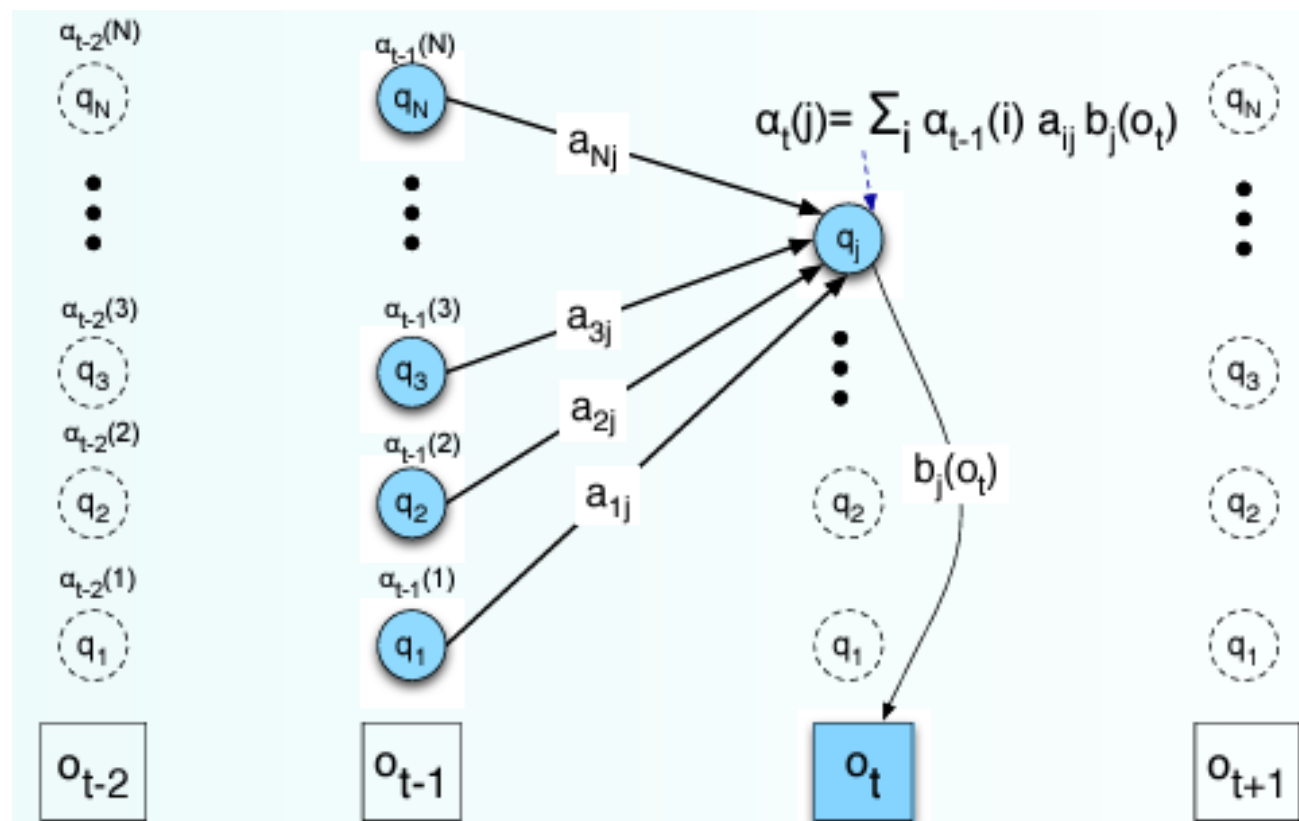 αt-2(N)
αt-1(N)
qN
qN
qN
aNj
αt(j)= Σi αt-1(i) aij bj(ot)
qj
αt-2(3)
αt-1(3)
q3
q3
q3
a3j
αt-2(2)
αt-1(2)
a2j
bj(ot)
q2
q2
q2
q2
a1j
αt-2(1)
αt-1(1)
q1
q1
q1
q1
ot-2
ot-1
ot
ot+1